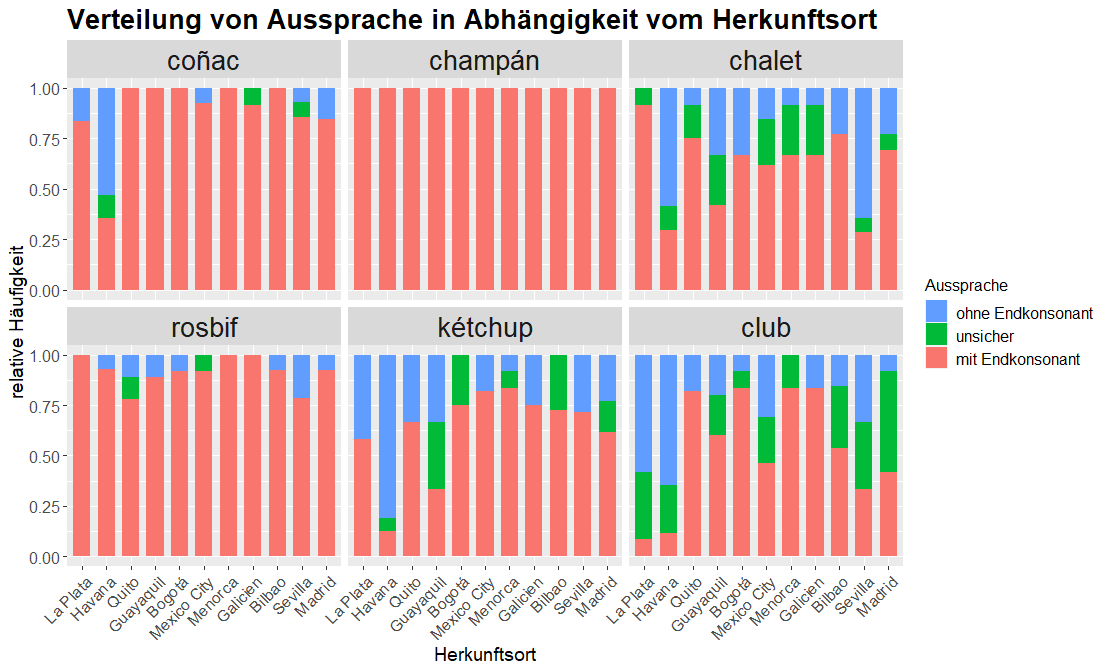 Verteilung von Aussprache in Abhängigkeit vom Herkunftsort
coñac
champán
chalet
1.00
0.75
0.50
0.25
0.00
rosbif
kétchup
club
1.00
0.75
0.50
0.25
0.00
relative Häufigkeit
La Plata
Havana
Quito
Guayaquil
Bogotá
Mexico City
Menorca
Galicien
Bilbao
Sevilla
Madrid
La Plata
Havana
Quito
Guayaquil
Bogotá
Mexico City
Menorca
Galicien
Bilbao
Sevilla
Madrid
La Plata
Havana
Quito
Guayaquil
Bogotá
Mexico City
Menorca
Galicien
Bilbao
Sevilla
Madrid
Herkunftsort
Aussprache
ohne Endkonsonant
unsicher
mit Endkonsonant